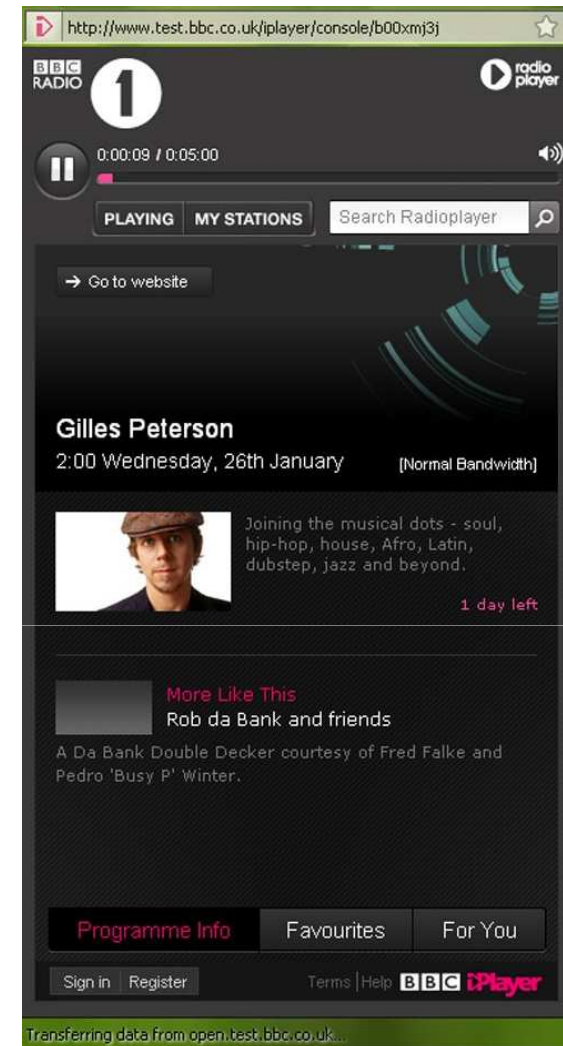 http://www.test.bbc.co.uk/iplayer/console/b00xmj3j
BBC
RADIO
1
radio
player
0:00:09 / 0:05:00
PLAYING MY STATIONS Search Radioplayer
→ Go to website
Gilles Peterson
2:00 Wednesday, 26th January [Normal Bandwidth]
Joining the musical dots - soul,
hip-hop, house, Afro, Latin,
dubstep, jazz and beyond.
1 day left
More Like This
Rob da Bank and friends
A Da Bank Double Decker courtesy of Fred Falke and
Pedro 'Busy P' Winter.
Programme Info Favourites For You
Sign in Register Terms | Help BBC iPlayer
Transferring data from open.test.bbc.co.uk...